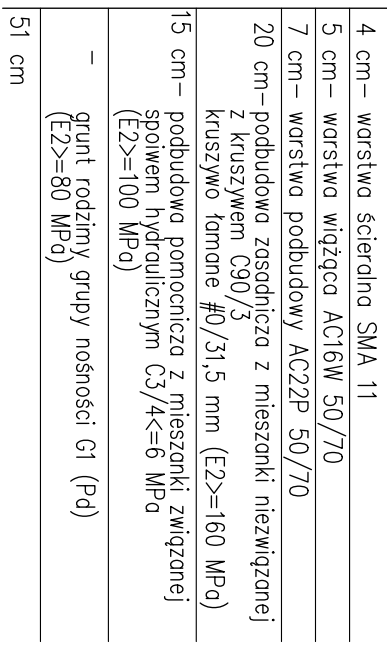 4 cm– warstwa ścieralna SMA 11
5 cm– warstwa wiążąca AC16W 50/70
7 cm– warstwa podbudowy AC22P 50/70
20 cm– podbudowa zasadnicza z mieszanki niezwiązanej
z kruszywem C90/3
kruszywo łamane #0/31,5 mm (E2>=160 MPa)
15 cm– podbudowa pomocnicza z mieszanki związanej
spoiwem hydraulicznym C3/4<=6 MPa
(E2>=100 MPa)
– grunt rodzimy grupy nośności G1 (Pd)
(E2>=80 MPa)
51 cm